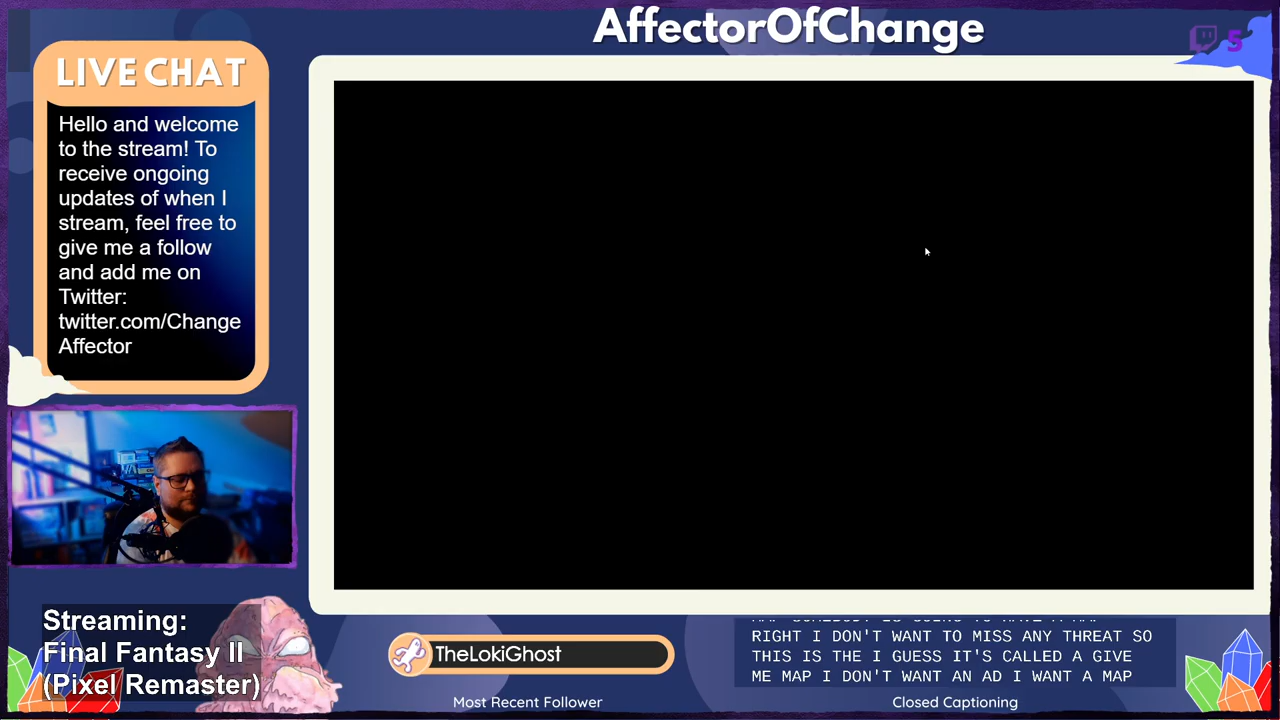 AffectorOfChange
5
LIVE CHAT
Hello and welcome
to the stream! To
receive ongoing
updates of when I
stream, feel free to
give me a follow
and add me on
Twitter:
twitter.com/Change
Affector
Streaming:
Final Fantasy II
(Pixel Remaster)
TheLokiGhost
Most Recent Follower
RIGHT I DON'T WANT TO MISS ANY THREAT SO
THIS IS THE I GUESS IT'S CALLED A GIVE
ME MAP I DON'T WANT AN AD I WANT A MAP
Closed Captioning